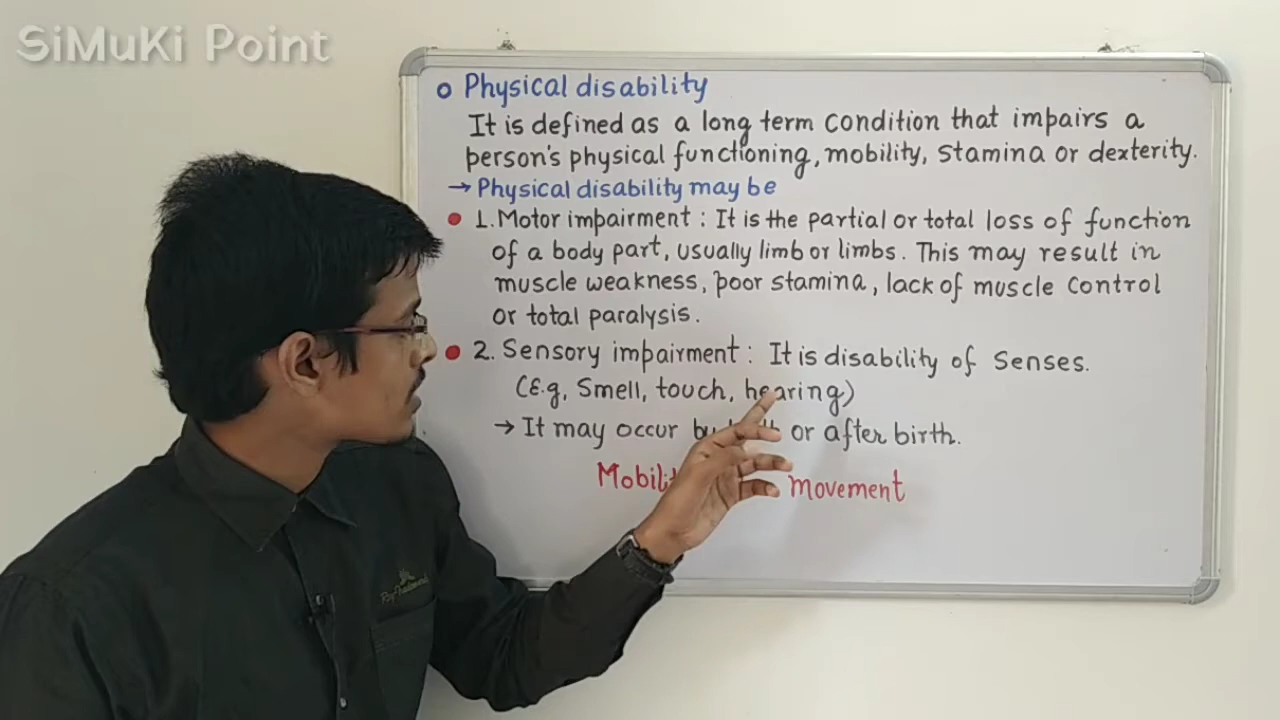 SiMuKi Point
Physical disability
It is defined as a long term condition that impairs a
person's physical functioning, mobility, stamina or dexterity.
→ Physical disability may be
1. Motor impairment : It is the partial or total loss of function
of a body part, usually limb or limbs. This may result in
muscle weakness, poor stamina, lack of muscle control
or total paralysis.
2. Sensory impairment : It is disability of senses.
(E.g, Smell, touch, hearing)
→ It may occur by or after birth.
movement